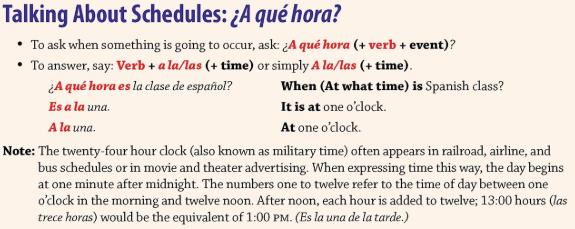 Talking About Schedules: ¿A qué hora?
• To ask when something is going to occur, ask: ¿A qué hora (+ verb + event)?
• To answer, say: Verb + a la/las (+ time) or simply A la/las (+ time).
¿A qué hora es la clase de español? When (At what time) is Spanish class?
Es a la una. It is at one o'clock.
A la una. At one o'clock.
Note: The twenty-four hour clock (also known as military time) often appears in railroad, airline, and
bus schedules or in movie and theater advertising. When expressing time this way, the day begins
at one minute after midnight. The numbers one to twelve refer to the time of day between one
o'clock in the morning and twelve noon. After noon, each hour is added to twelve; 13:00 hours (las
trece horas) would be the equivalent of 1:00 PM. (Es la una de la tarde.)